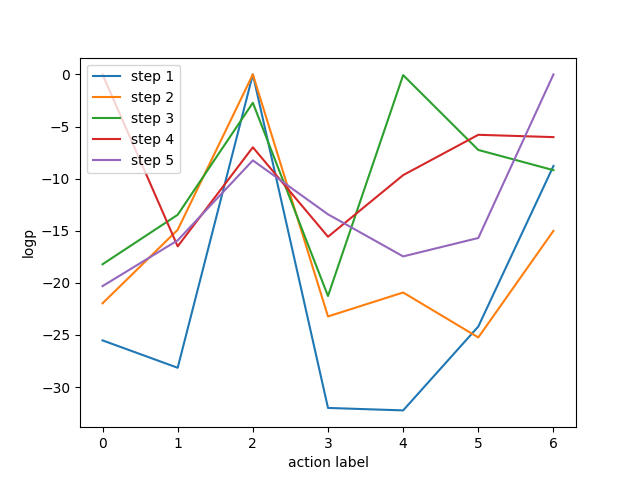 0
−5
−10
−15
−20
−25
−30
logp
step 1
step 2
step 3
step 4
step 5
0 1 2 3 4 5 6
action label